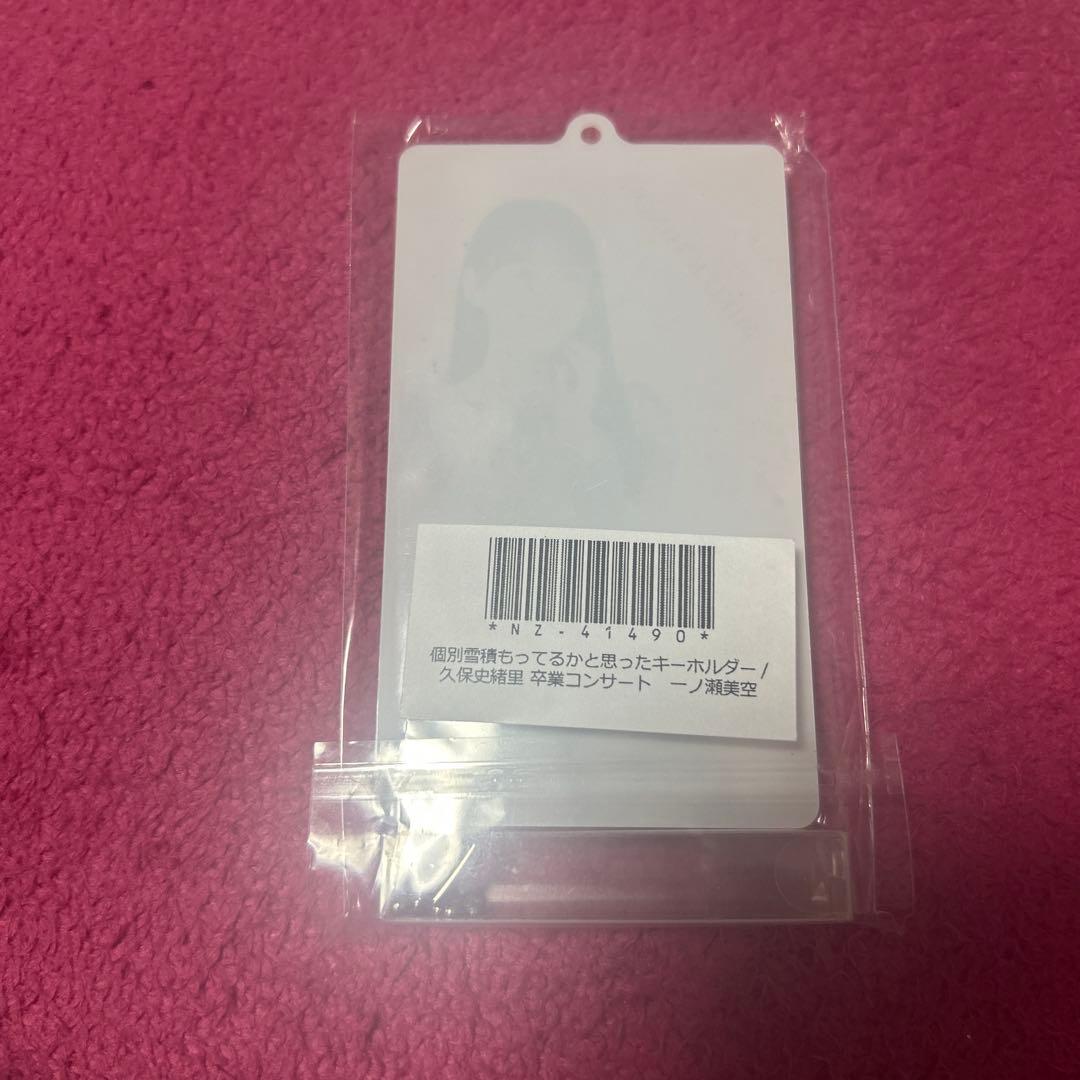 *NZ-41490*
個別雪積もってるかと思ったキーホルダー/
久保史緒里 卒業コンサート 一ノ瀬美空